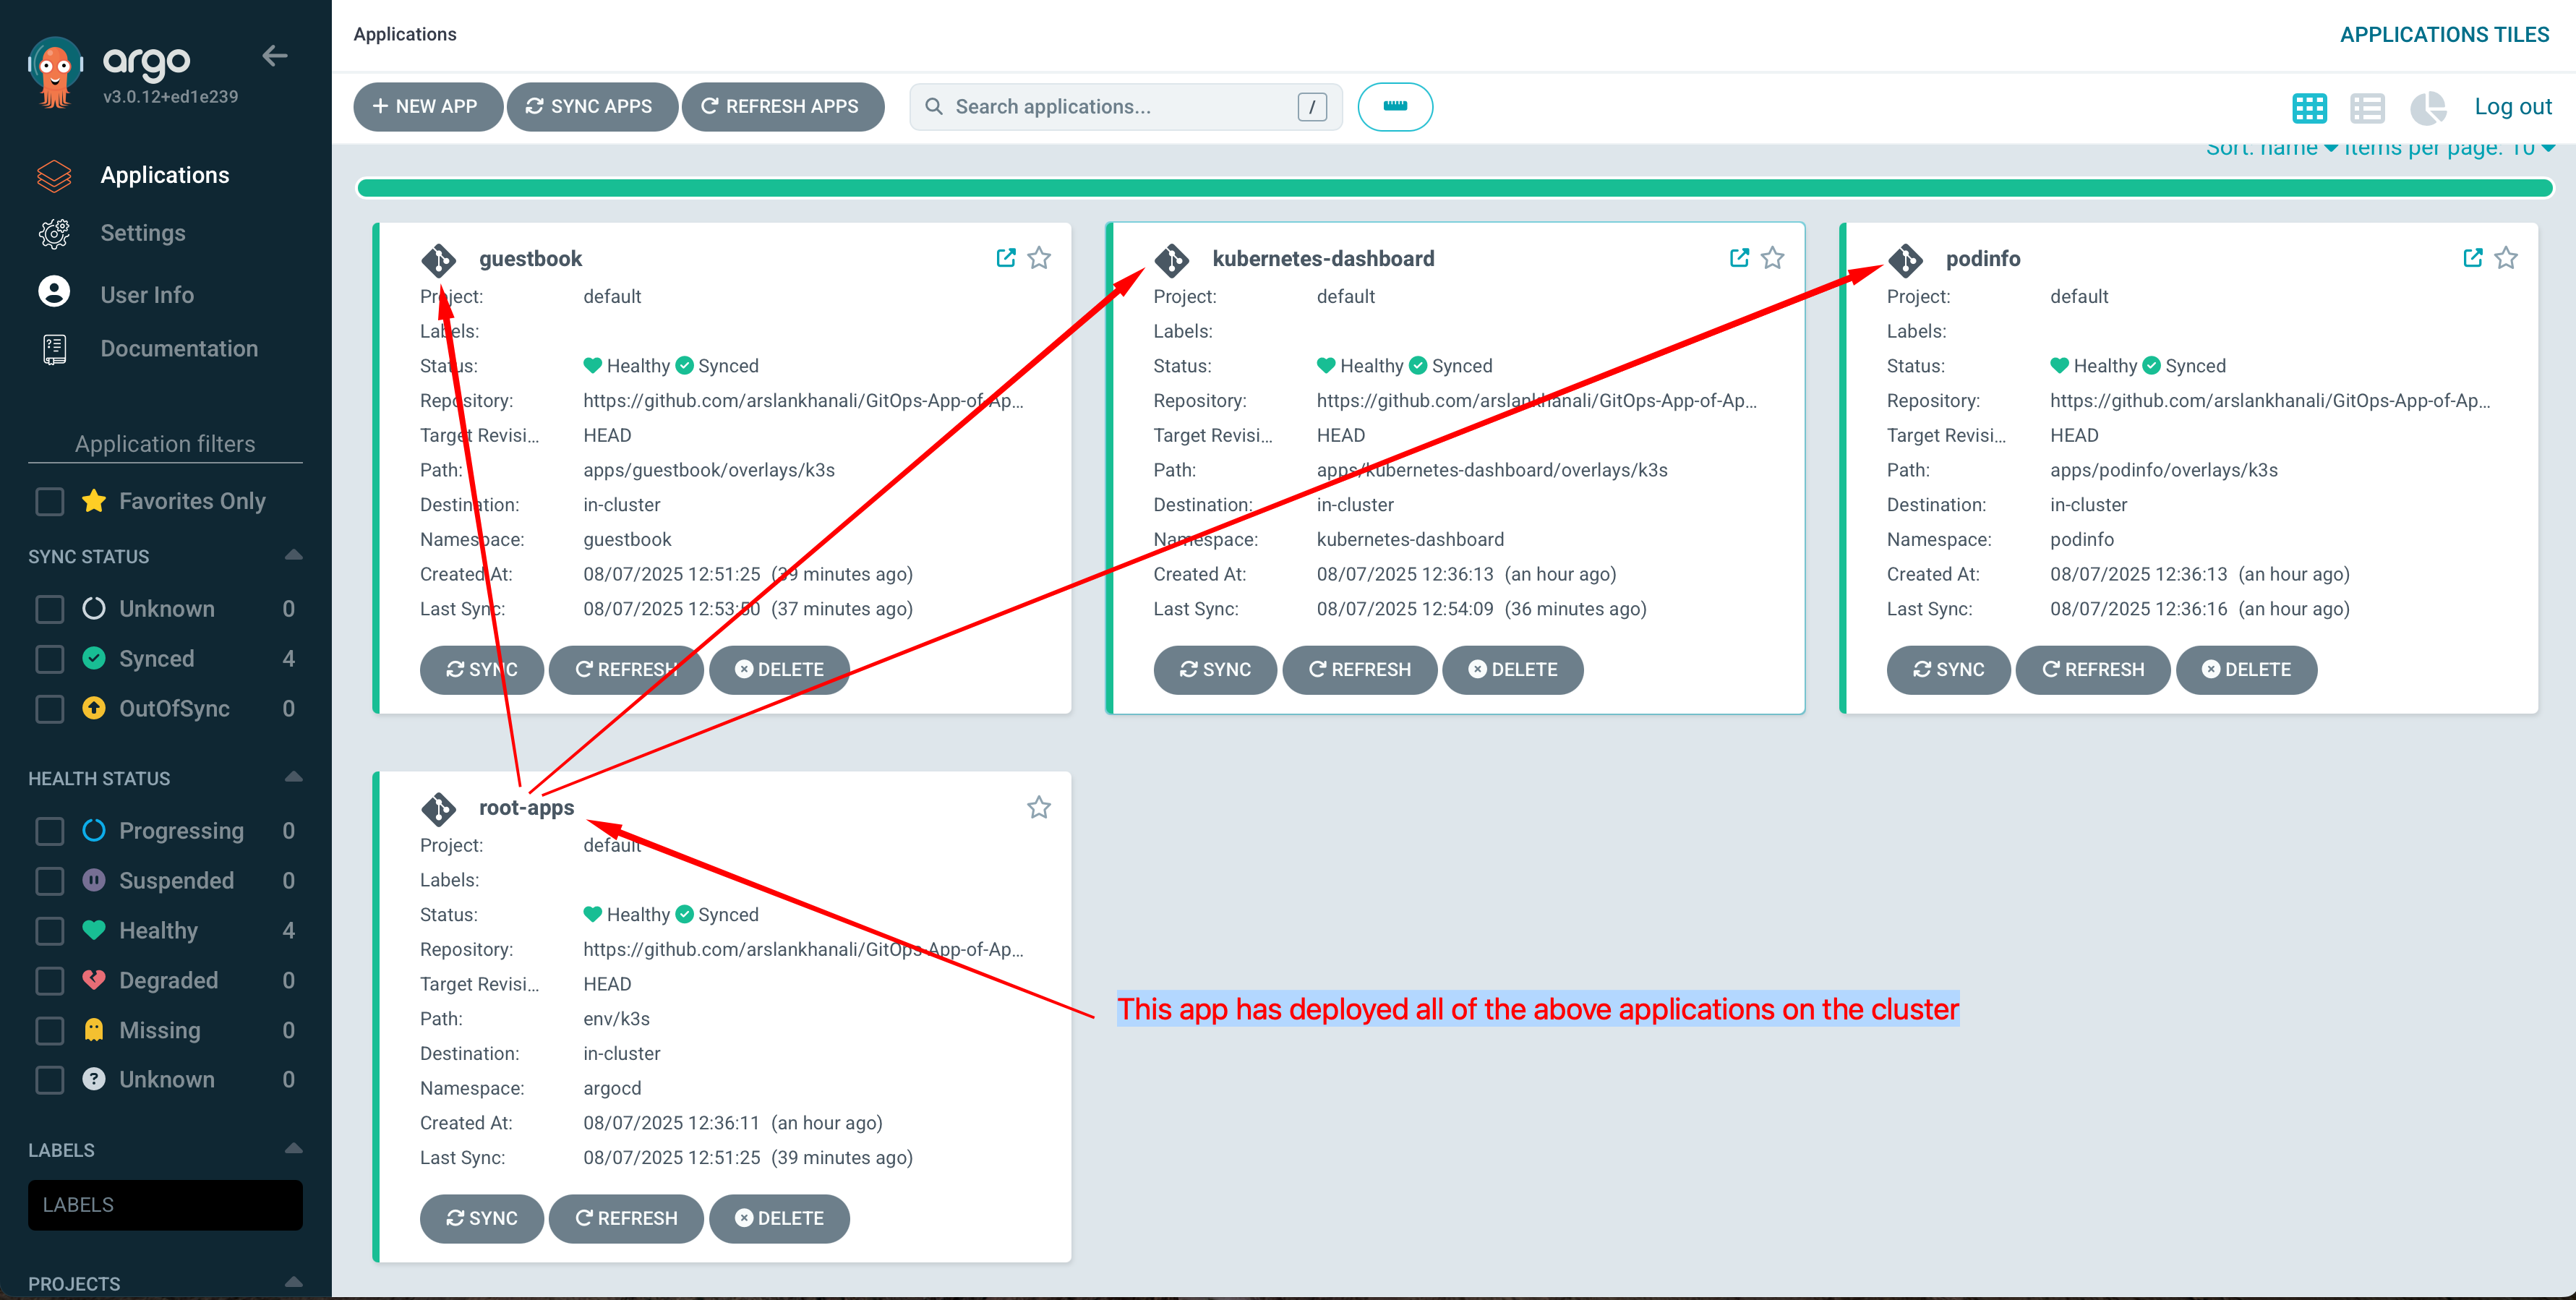 argo
v3.0.12+ed1e239
Applications
Settings
User Info
Documentation
Application filters
Favorites Only
SYNC STATUS
Unknown 0
Synced 4
OutOfSync 0
HEALTH STATUS
Progressing 0
Suspended 0
Healthy 4
Degraded 0
Missing 0
Unknown 0
LABELS
LABELS
PROJECTS
Applications
APPLICATIONS TILES
NEW APP
SYNC APPS
REFRESH APPS
Search applications...
/
Log out
Sort: name
Items per page: 10
guestbook
Project: default
Labels:
Status: Healthy Synced
Repository: https://github.com/arslankhanali/GitOps-App-of-Ap...
Target Revisi... HEAD
Path: apps/guestbook/overlays/k3s
Destination: in-cluster
Namespace: guestbook
Created At: 08/07/2025 12:51:25 (39 minutes ago)
Last Sync: 08/07/2025 12:53:50 (37 minutes ago)
SYNC REFRESH DELETE
kubernetes-dashboard
Project: default
Labels:
Status: Healthy Synced
Repository: https://github.com/arslankhanali/GitOps-App-of-Ap...
Target Revisi... HEAD
Path: apps/kubernetes-dashboard/overlays/k3s
Destination: in-cluster
Namespace: kubernetes-dashboard
Created At: 08/07/2025 12:36:13 (an hour ago)
Last Sync: 08/07/2025 12:54:09 (36 minutes ago)
SYNC REFRESH DELETE
podinfo
Project: default
Labels:
Status: Healthy Synced
Repository: https://github.com/arslankhanali/GitOps-App-of-Ap...
Target Revisi... HEAD
Path: apps/podinfo/overlays/k3s
Destination: in-cluster
Namespace: podinfo
Created At: 08/07/2025 12:36:13 (an hour ago)
Last Sync: 08/07/2025 12:36:16 (an hour ago)
SYNC REFRESH DELETE
root-apps
Project: default
Labels:
Status: Healthy Synced
Repository: https://github.com/arslankhanali/GitOps-App-of-Ap...
Target Revisi... HEAD
Path: env/k3s
Destination: in-cluster
Namespace: argocd
Created At: 08/07/2025 12:36:11 (an hour ago)
Last Sync: 08/07/2025 12:51:25 (39 minutes ago)
SYNC REFRESH DELETE
This app has deployed all of the above applications on the cluster